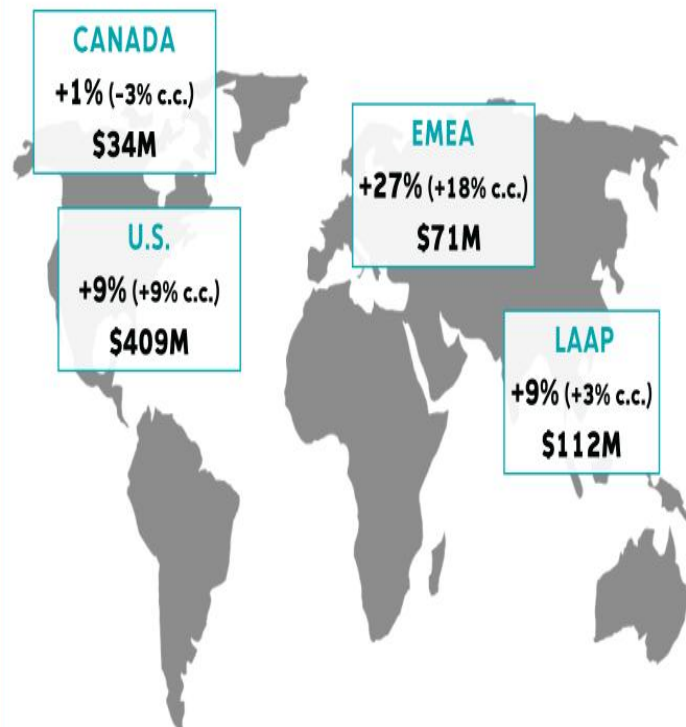 CANADA
+1% (-3% c.c.)
$34M
EMEA
+27% (+18% c.c.)
$71M
U.S.
+9% (+9% c.c.)
$409M
LAAP
+9% (+3% c.c.)
$112M